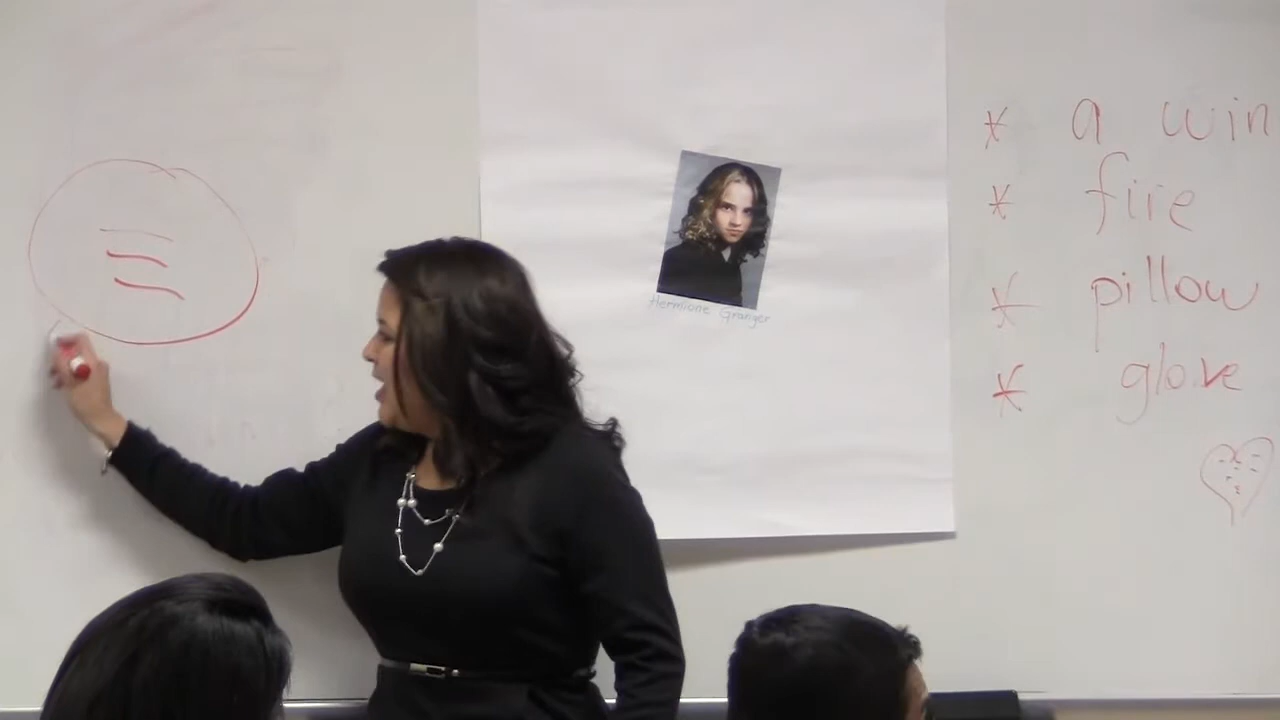 Hermione Granger
* a win
* fire
* pillow
* glove